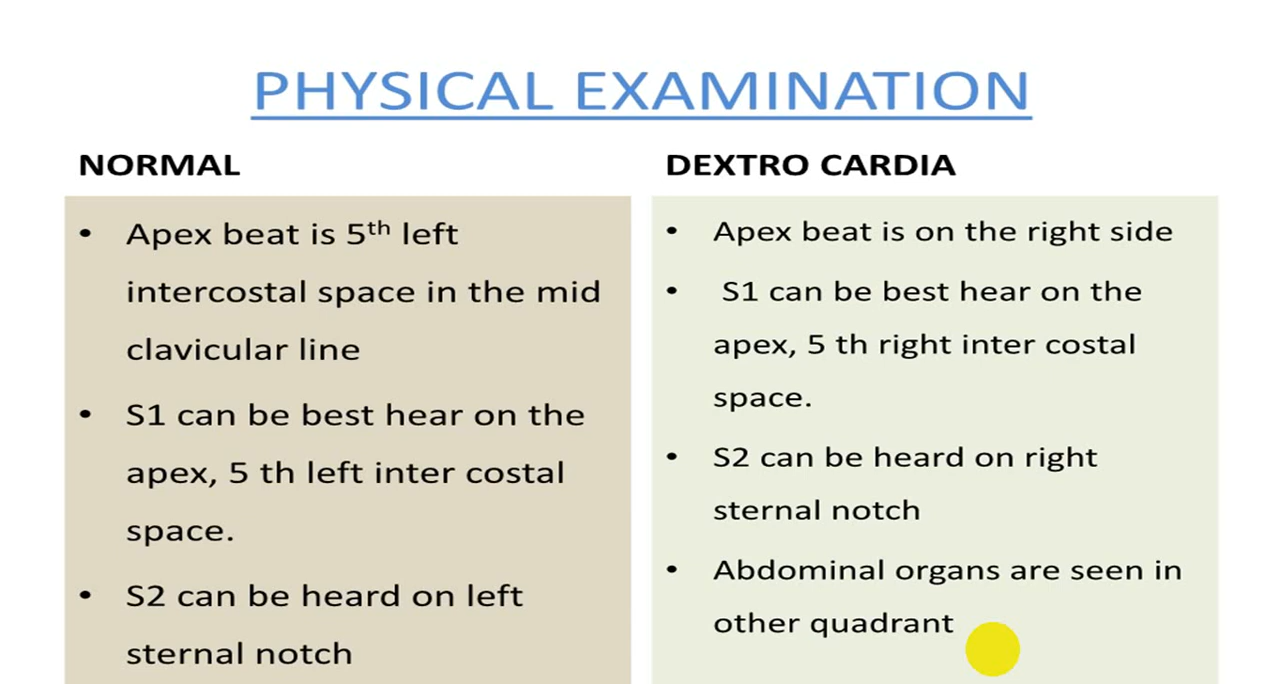 PHYSICAL EXAMINATION
NORMAL
• Apex beat is 5th left
intercostal space in the mid
clavicular line
• S1 can be best hear on the
apex, 5 th left inter costal
space.
• S2 can be heard on left
sternal notch
DEXTRO CARDIA
• Apex beat is on the right side
• S1 can be best hear on the
apex, 5 th right inter costal
space.
• S2 can be heard on right
sternal notch
• Abdominal organs are seen in
other quadrant